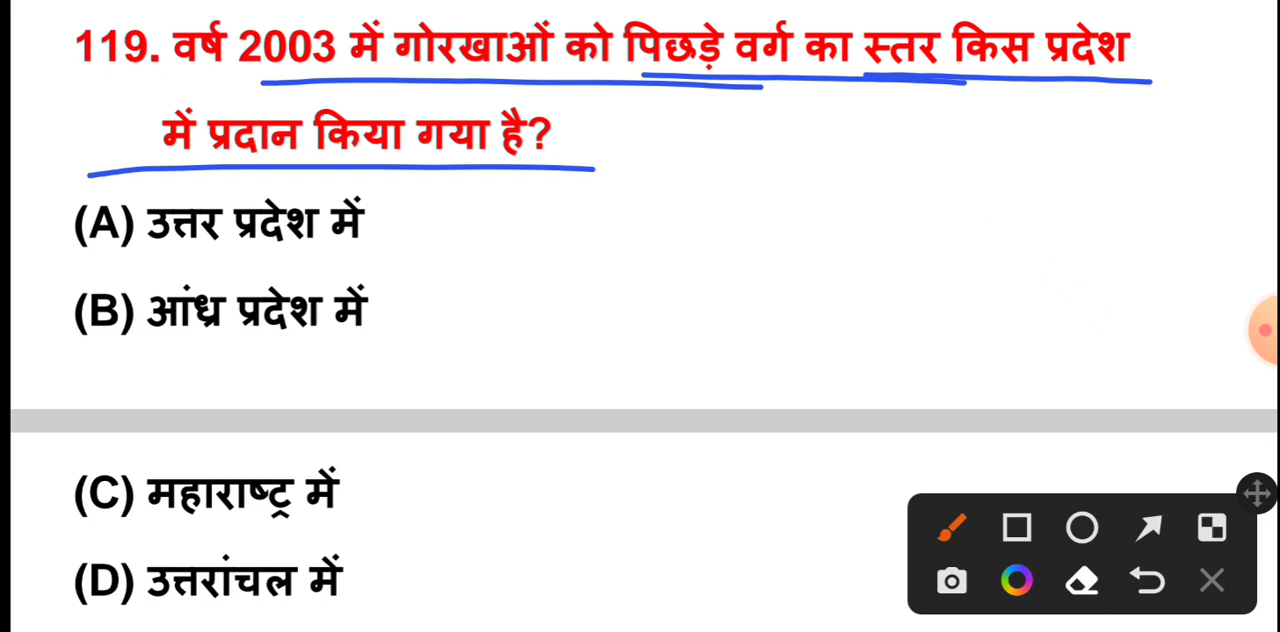 119. वर्ष 2003 में गोरखाओं को पिछड़े वर्ग का स्तर किस प्रदेश
में प्रदान किया गया है?
(A) उत्तर प्रदेश में
(B) आंध्र प्रदेश में
(C) महाराष्ट्र में
(D) उत्तरांचल में